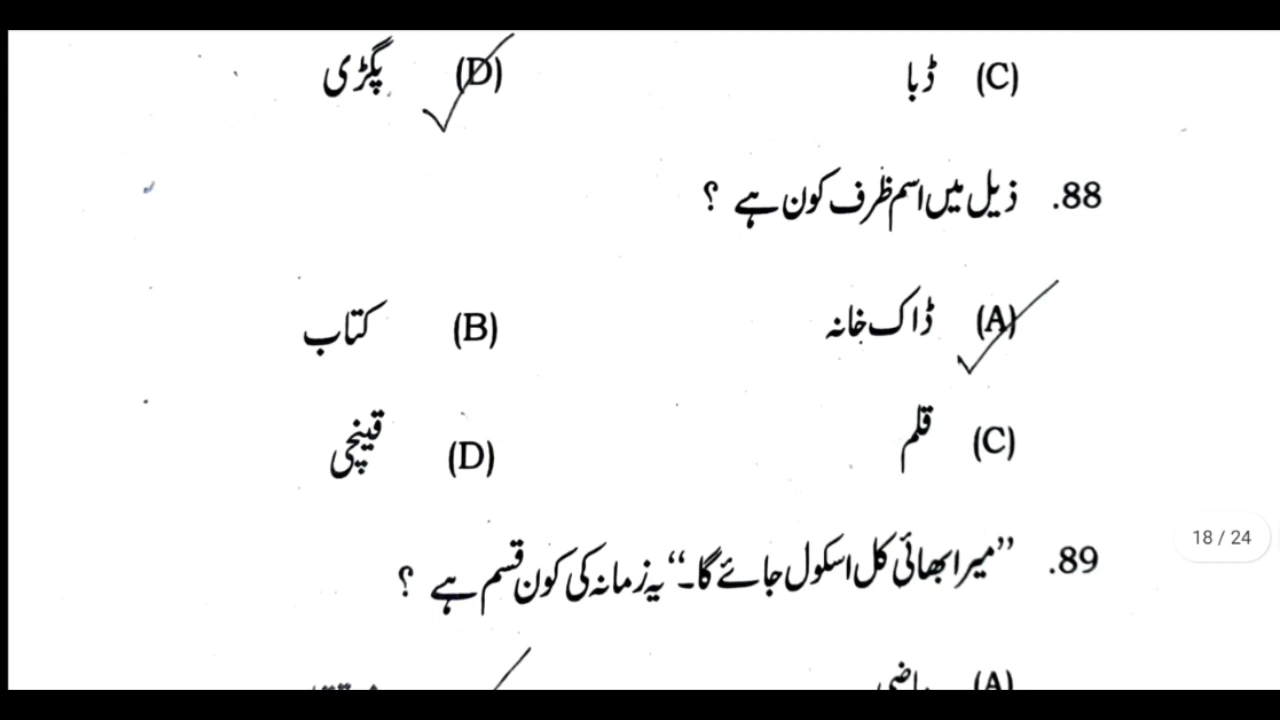 (C) ڈبا (D) پگڑی
88. ذیل میں اسم ظرف کون ہے ؟
(A) ڈاک خانہ (B) کتاب
(C) قلم (D) قینچی
18 / 24
89. ”میرا بھائی کل اسکول جائے گا۔“ یہ زمانہ کی کون قسم ہے ؟
(A) ماضی